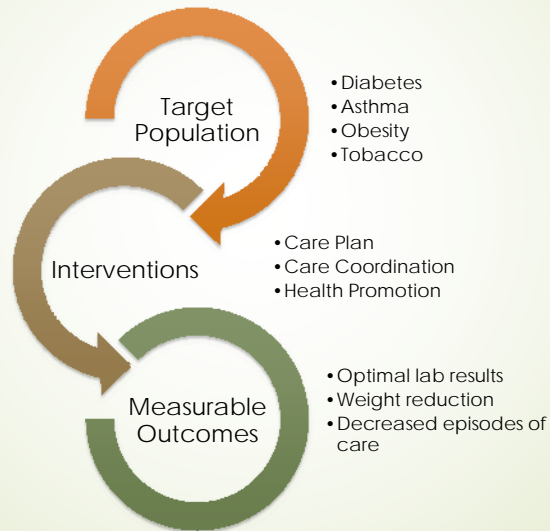 Target
Population
• Diabetes
• Asthma
• Obesity
• Tobacco
Interventions
• Care Plan
• Care Coordination
• Health Promotion
Measurable
Outcomes
• Optimal lab results
• Weight reduction
• Decreased episodes of
care